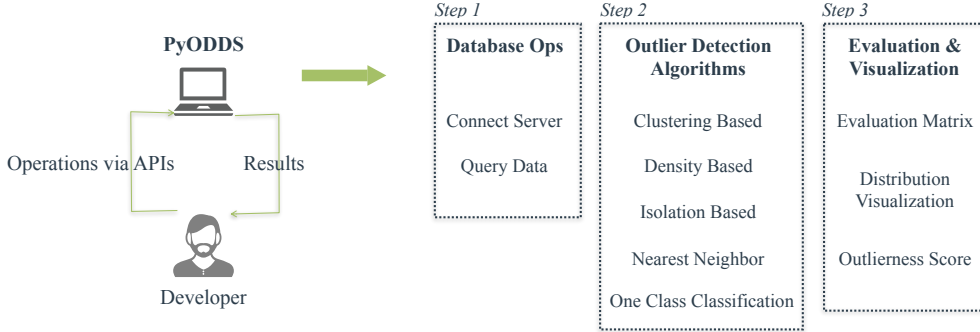 PyODDS
Operations via APIs
Results
Developer
Step 1
Database Ops
Connect Server
Query Data
Step 2
Outlier Detection
Algorithms
Clustering Based
Density Based
Isolation Based
Nearest Neighbor
One Class Classification
Step 3
Evaluation &
Visualization
Evaluation Matrix
Distribution
Visualization
Outlierness Score